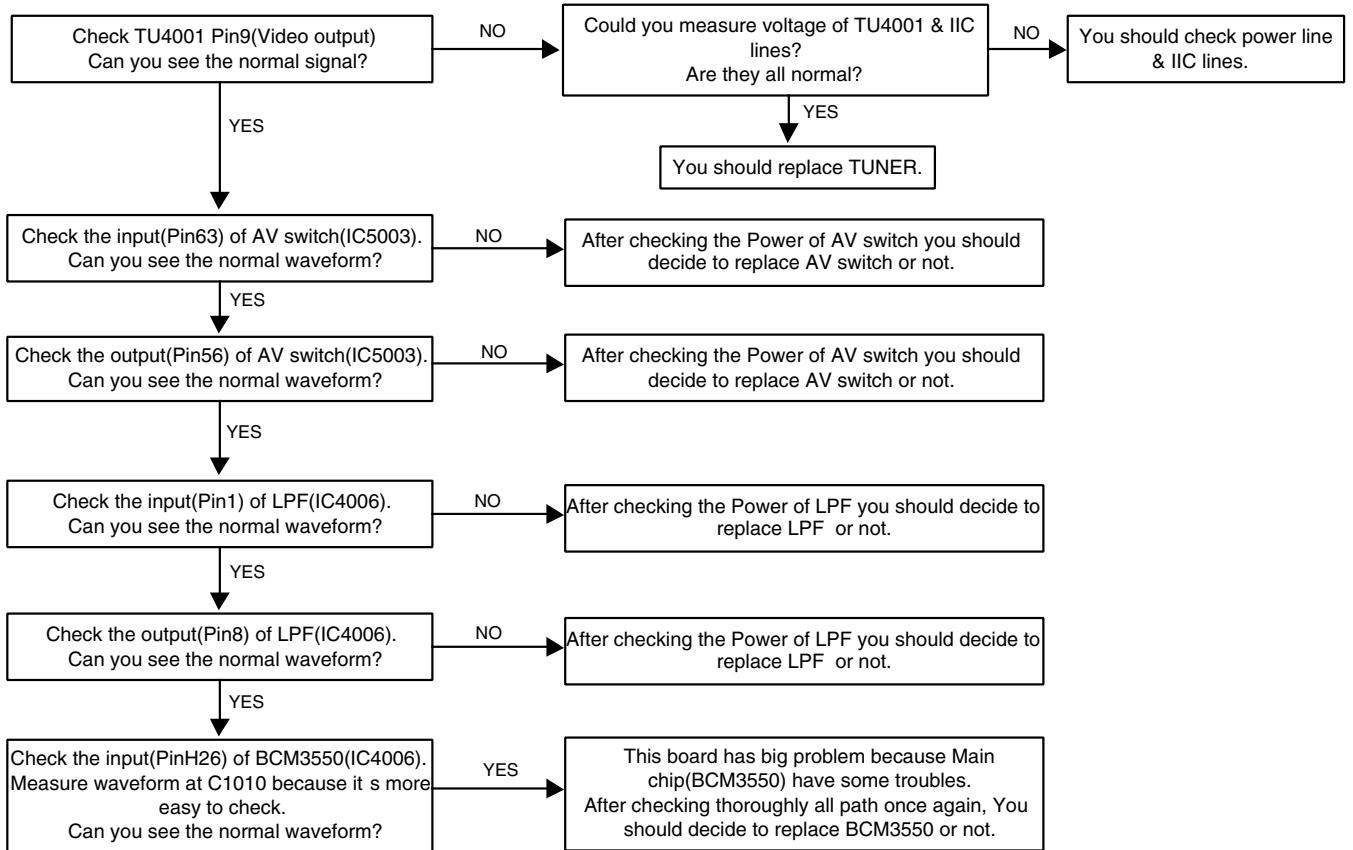 Check TU4001 Pin9(Video output)
Can you see the normal signal?
NO
Could you measure voltage of TU4001 & IIC
lines?
Are they all normal?
NO
You should check power line
& IIC lines.
YES
You should replace TUNER.
YES
Check the input(Pin63) of AV switch(IC5003).
Can you see the normal waveform?
NO
After checking the Power of AV switch you should
decide to replace AV switch or not.
YES
Check the output(Pin56) of AV switch(IC5003).
Can you see the normal waveform?
NO
After checking the Power of AV switch you should
decide to replace AV switch or not.
YES
Check the input(Pin1) of LPF(IC4006).
Can you see the normal waveform?
NO
After checking the Power of LPF you should decide to
replace LPF or not.
YES
Check the output(Pin8) of LPF(IC4006).
Can you see the normal waveform?
NO
After checking the Power of LPF you should decide to
replace LPF or not.
YES
Check the input(PinH26) of BCM3550(IC4006).
Measure waveform at C1010 because it s more
easy to check.
Can you see the normal waveform?
YES
This board has big problem because Main
chip(BCM3550) have some troubles.
After checking thoroughly all path once again, You
should decide to replace BCM3550 or not.